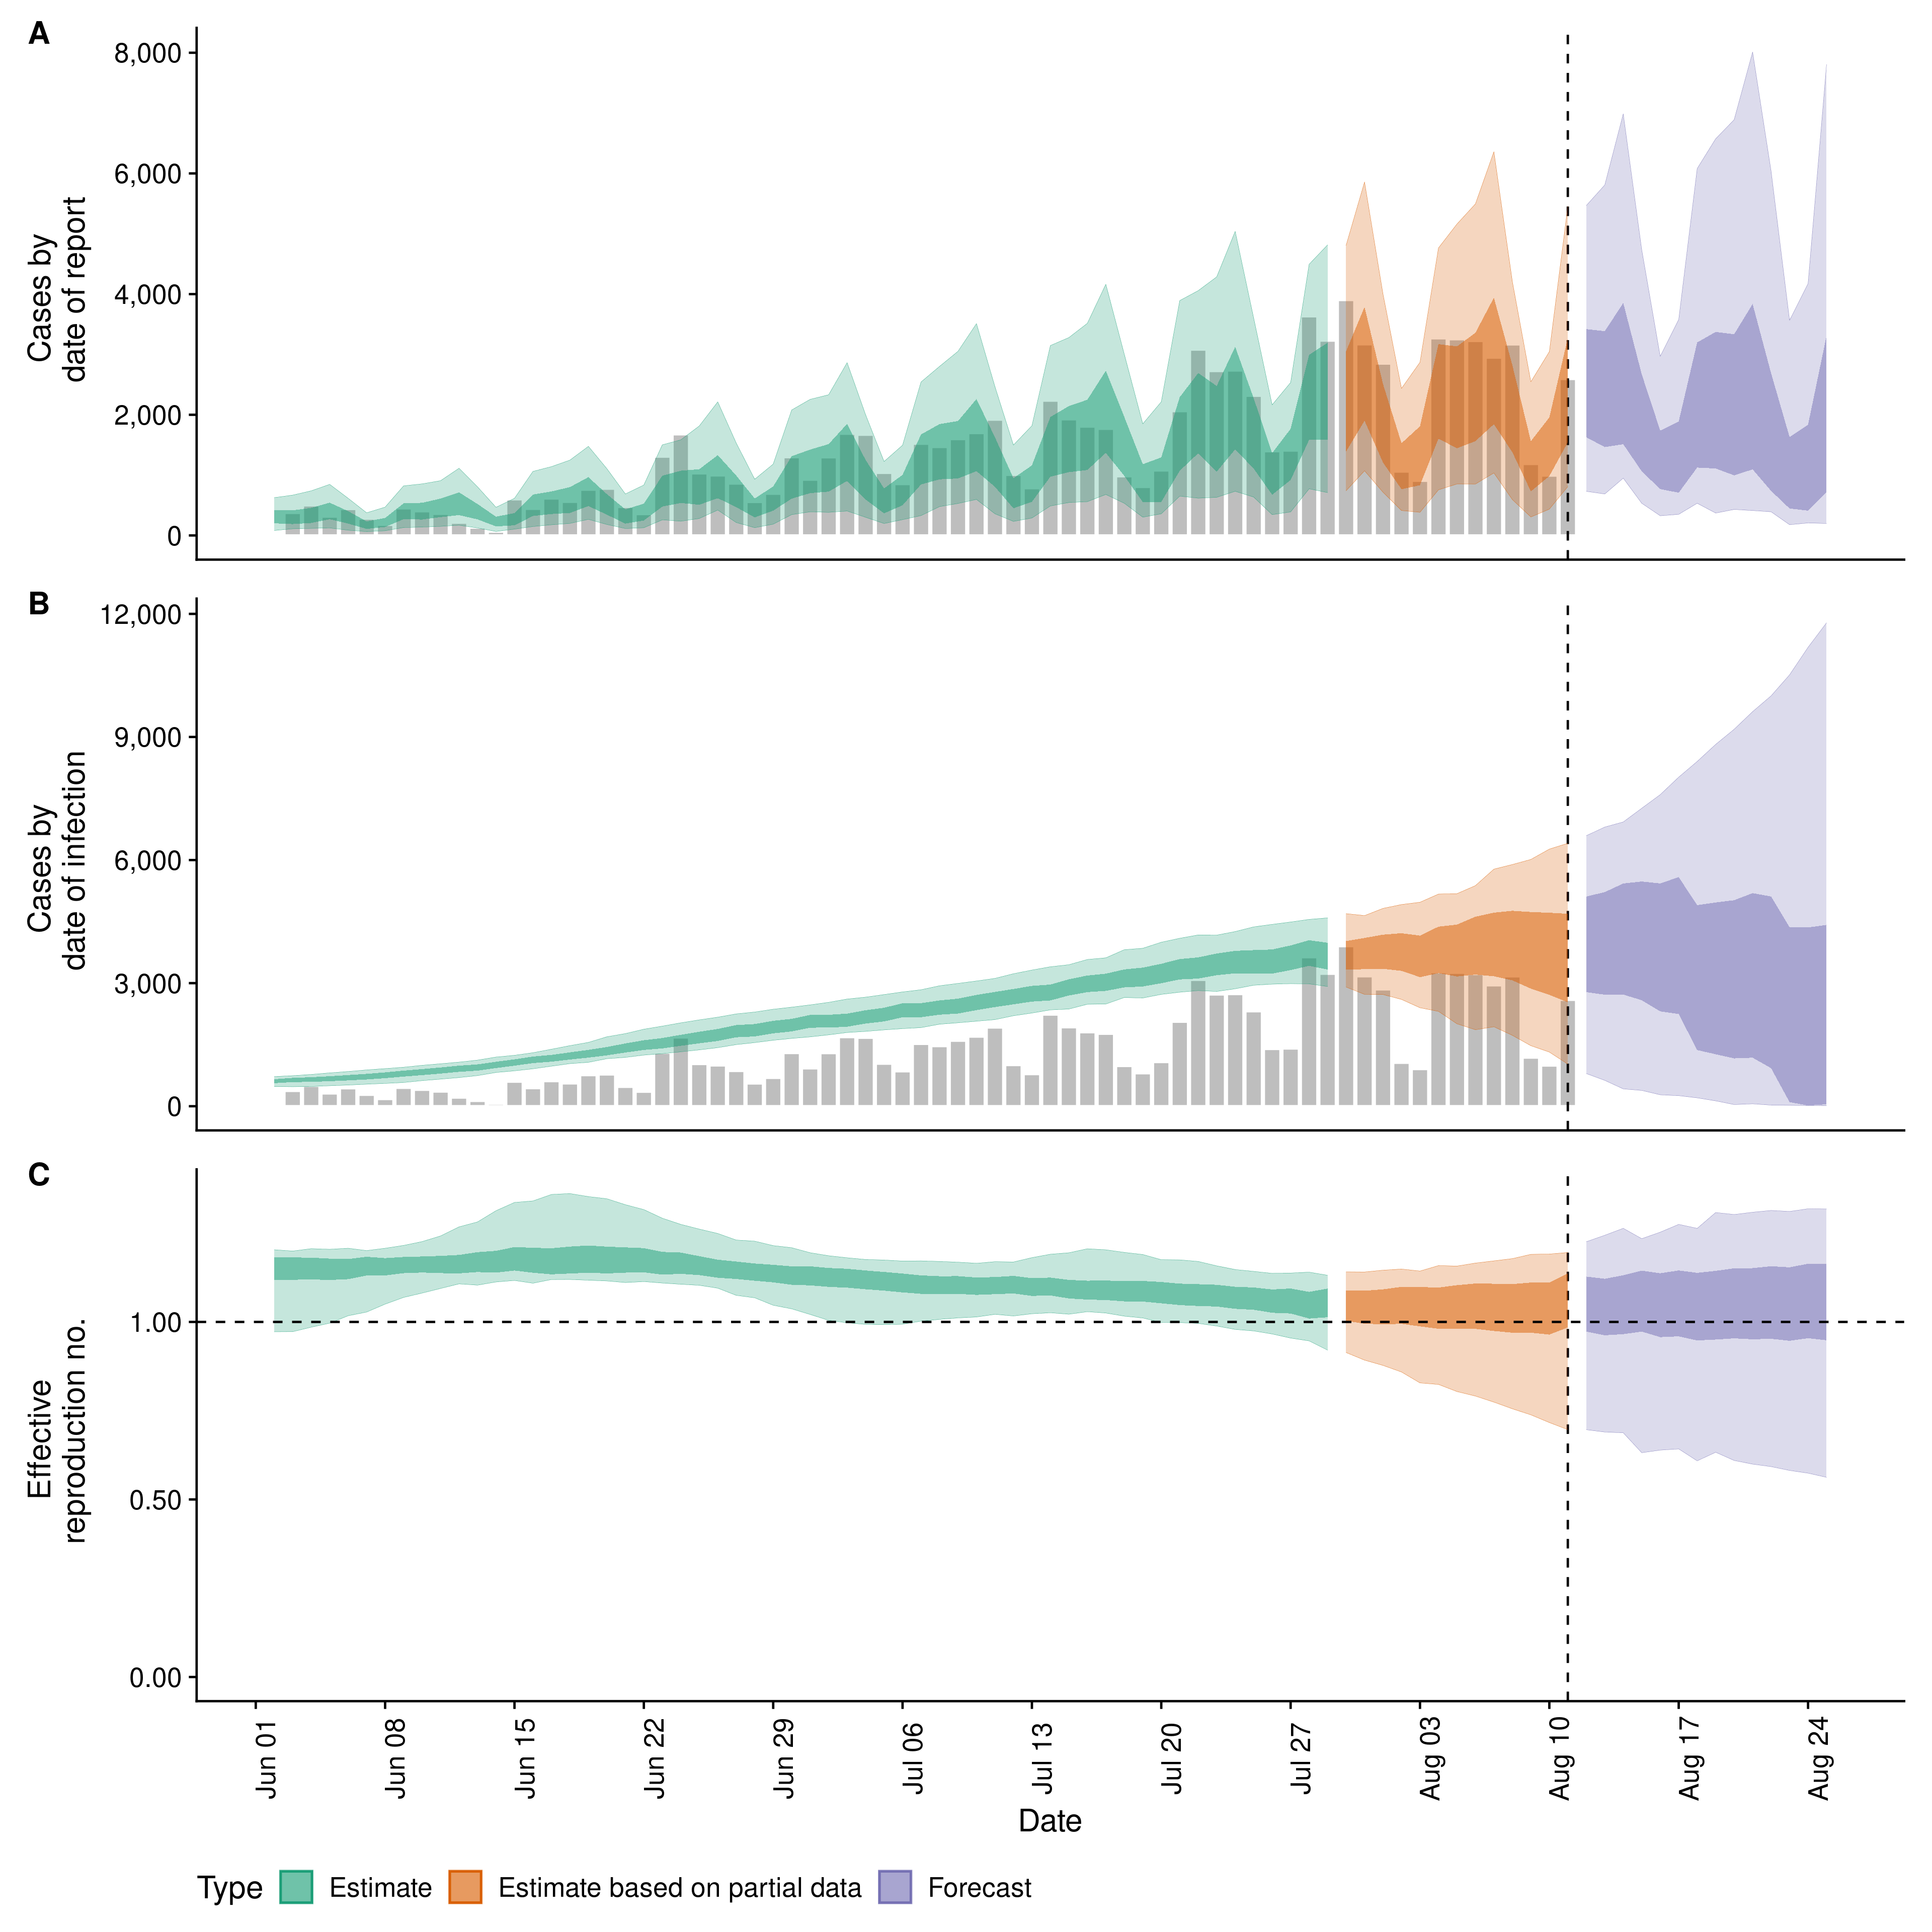 A
8,000
6,000
4,000
2,000
0
Cases by
date of report
B
12,000
9,000
6,000
3,000
0
Cases by
date of infection
C
1.00
0.50
0.00
Effective
reproduction no.
Jun 01
Jun 08
Jun 15
Jun 22
Jun 29
Jul 06
Jul 13
Jul 20
Jul 27
Aug 03
Aug 10
Aug 17
Aug 24
Date
Type Estimate Estimate based on partial data Forecast